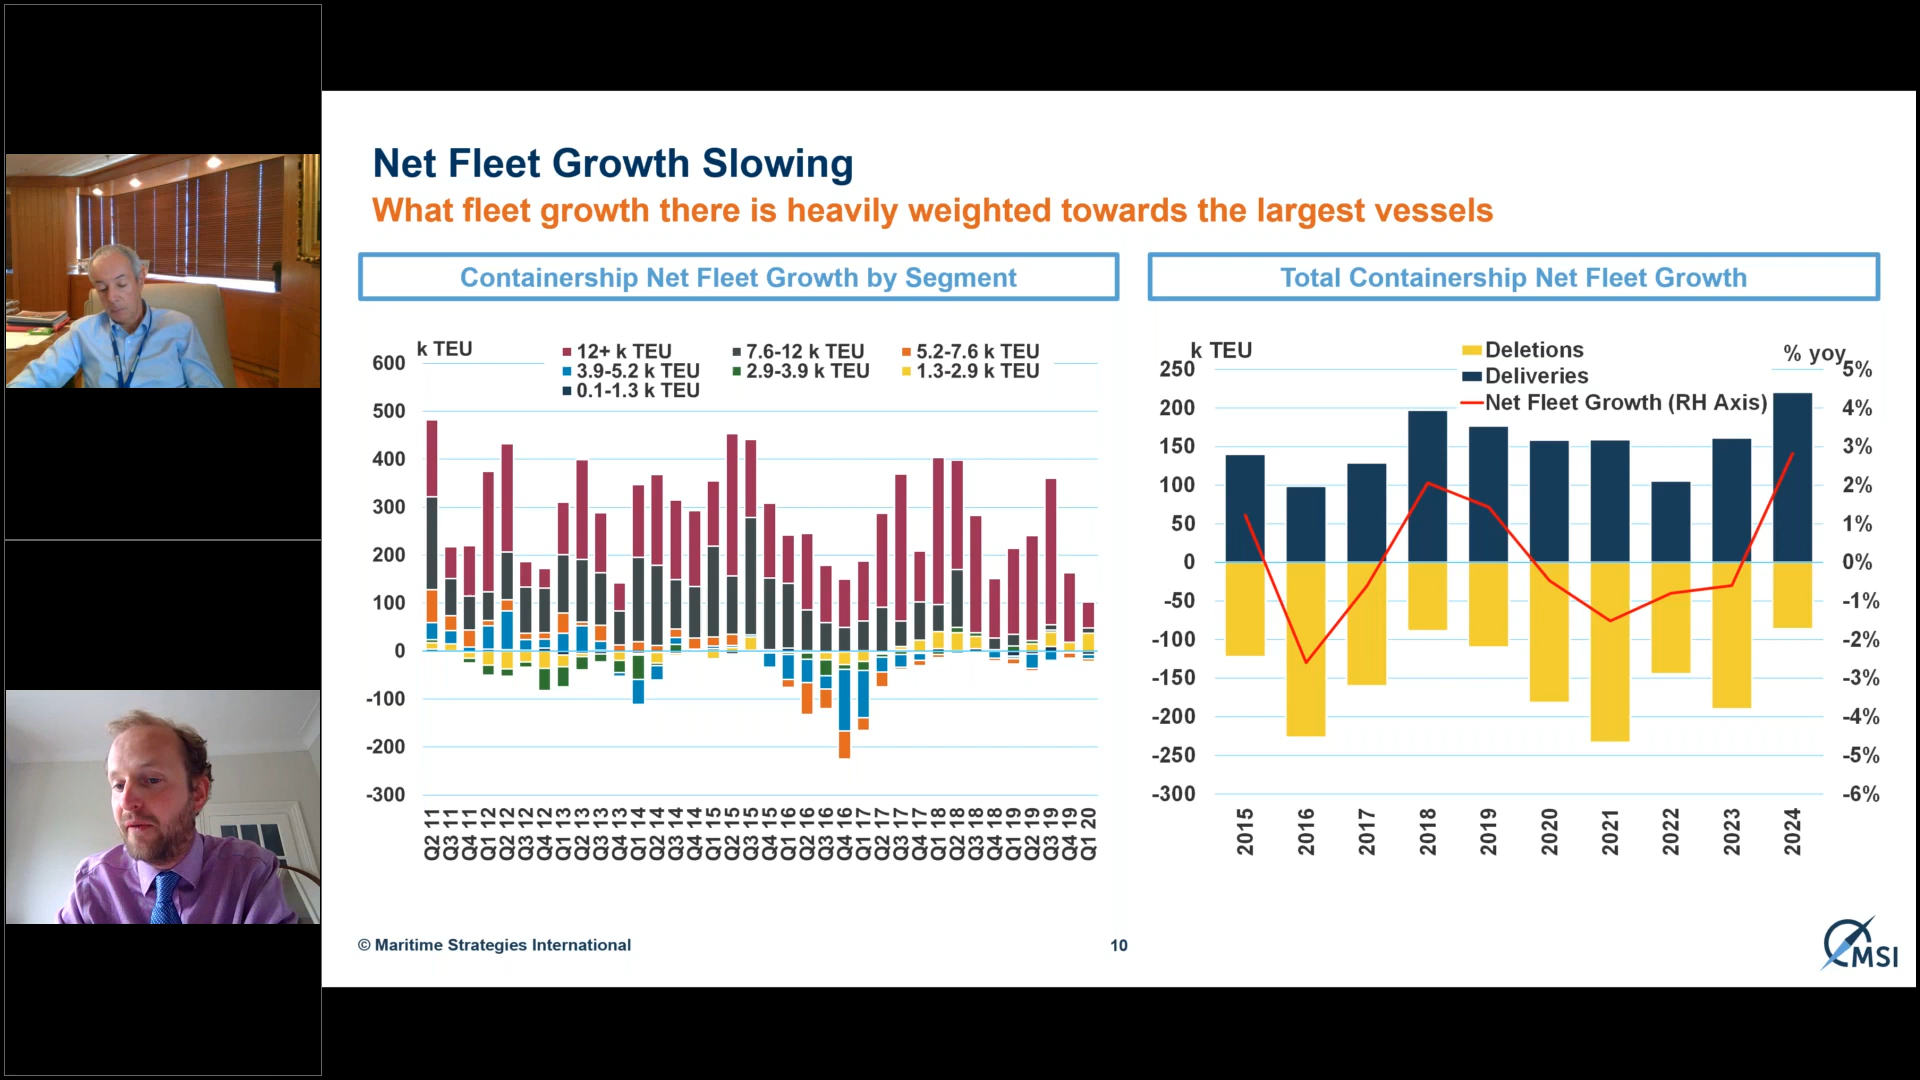 Net Fleet Growth Slowing
What fleet growth there is heavily weighted towards the largest vessels
Containership Net Fleet Growth by Segment
k TEU
12+ k TEU
7.6-12 k TEU
5.2-7.6 k TEU
3.9-5.2 k TEU
2.9-3.9 k TEU
1.3-2.9 k TEU
0.1-1.3 k TEU
600
500
400
300
200
100
0
-100
-200
-300
Q2 11
Q3 11
Q4 11
Q1 12
Q2 12
Q3 12
Q4 12
Q1 13
Q2 13
Q3 13
Q4 13
Q1 14
Q2 14
Q3 14
Q4 14
Q1 15
Q2 15
Q3 15
Q4 15
Q1 16
Q2 16
Q3 16
Q4 16
Q1 17
Q2 17
Q3 17
Q4 17
Q1 18
Q2 18
Q3 18
Q4 18
Q1 19
Q2 19
Q3 19
Q4 19
Q1 20
Total Containership Net Fleet Growth
k TEU
Deletions
Deliveries
Net Fleet Growth (RH Axis)
% yoy
250
200
150
100
50
0
-50
-100
-150
-200
-250
-300
5%
4%
3%
2%
1%
0%
-1%
-2%
-3%
-4%
-5%
-6%
2015
2016
2017
2018
2019
2020
2021
2022
2023
2024
© Maritime Strategies International
10
MSI